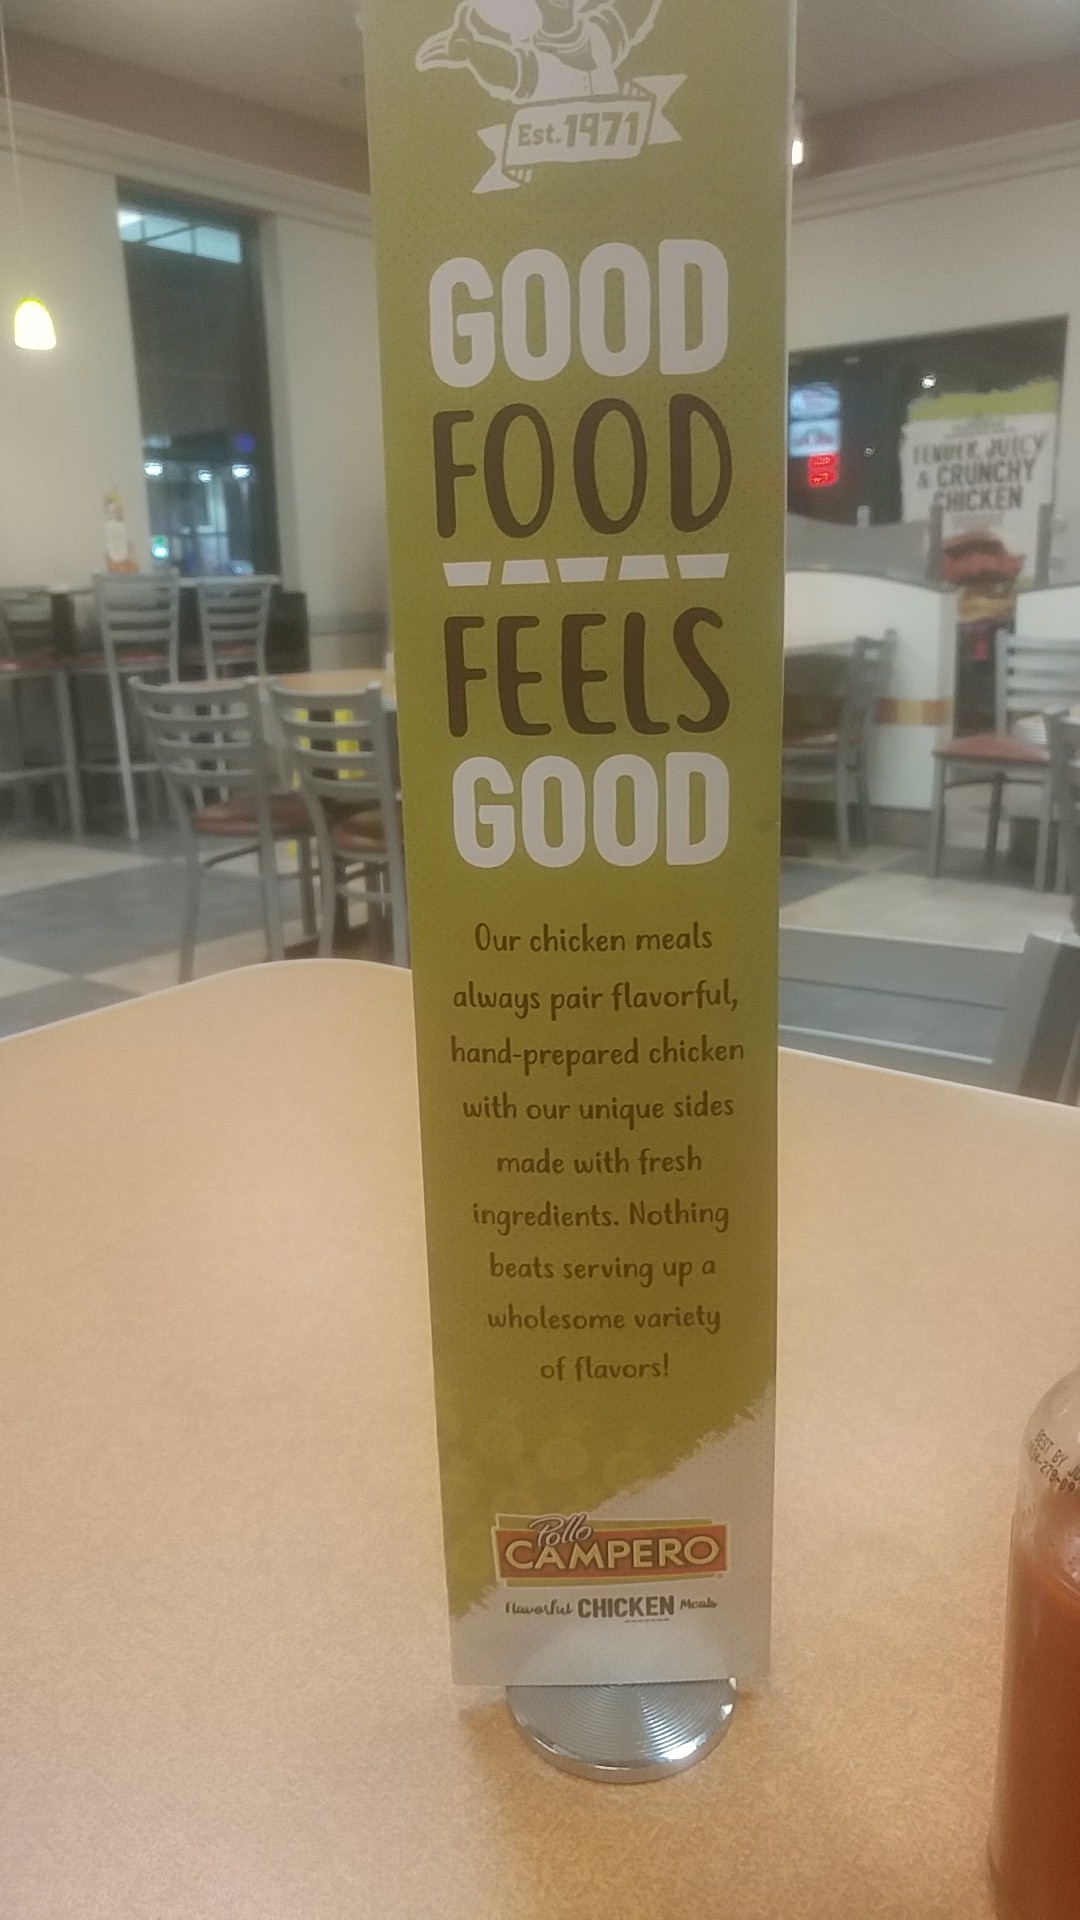 Est.1971
GOOD
FOOD
FEELS
GOOD
Our chicken meals
always pair flavorful,
hand-prepared chicken
with our unique sides
made with fresh
ingredients. Nothing
beats serving up a
wholesome variety
of flavors!
Pollo
CAMPERO
Flavorful CHICKEN Meals
TENDER, JUICY
& CRUNCHY
CHICKEN
BEST BY